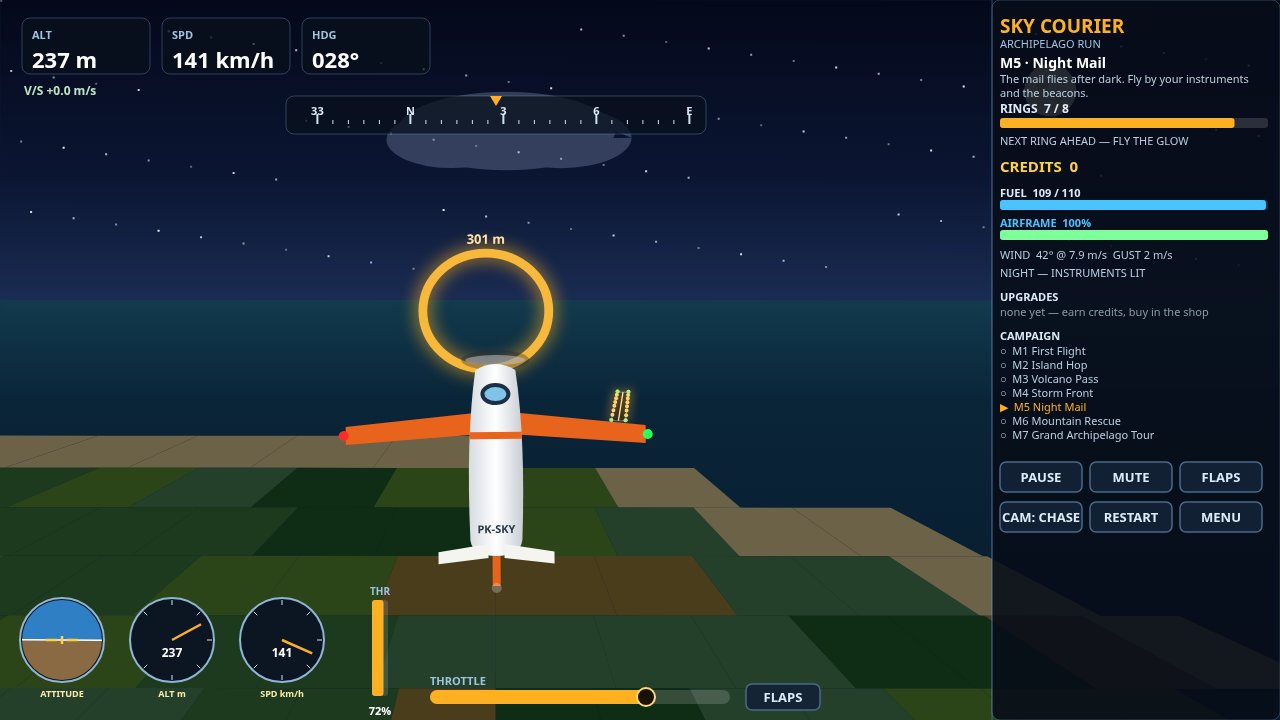 ALT
237 m
SPD
141 km/h
HDG
028°
V/S +0.0 m/s
33 N 3 6 E
301 m
PK-SKY
THR
72%
ATTITUDE
237
ALT m
141
SPD km/h
THROTTLE
FLAPS
SKY COURIER
ARCHIPELAGO RUN
M5 · Night Mail
The mail flies after dark. Fly by your instruments
and the beacons.
RINGS 7 / 8
NEXT RING AHEAD — FLY THE GLOW
CREDITS 0
FUEL 109 / 110
AIRFRAME 100%
WIND 42° @ 7.9 m/s GUST 2 m/s
NIGHT — INSTRUMENTS LIT
UPGRADES
none yet — earn credits, buy in the shop
CAMPAIGN
○ M1 First Flight
○ M2 Island Hop
○ M3 Volcano Pass
○ M4 Storm Front
▶ M5 Night Mail
○ M6 Mountain Rescue
○ M7 Grand Archipelago Tour
PAUSE
MUTE
FLAPS
CAM: CHASE
RESTART
MENU